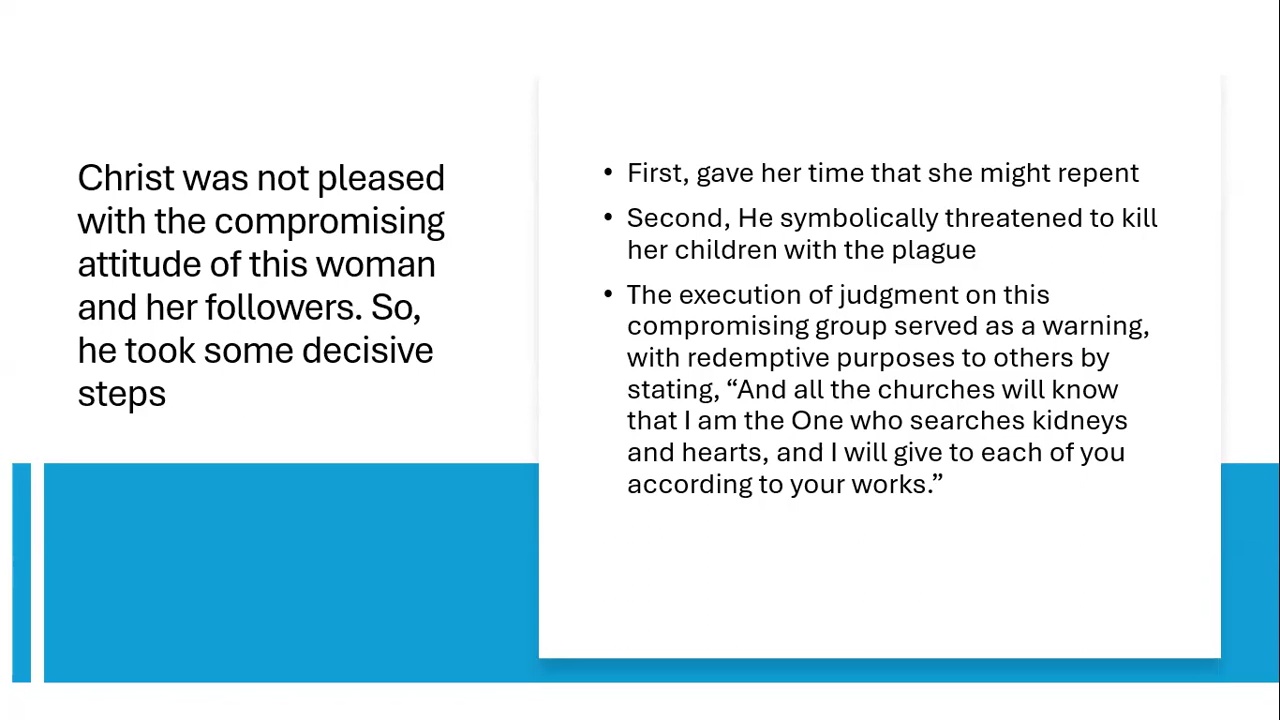 Christ was not pleased
with the compromising
attitude of this woman
and her followers. So,
he took some decisive
steps
• First, gave her time that she might repent
• Second, He symbolically threatened to kill
her children with the plague
• The execution of judgment on this
compromising group served as a warning,
with redemptive purposes to others by
stating, “And all the churches will know
that I am the One who searches kidneys
and hearts, and I will give to each of you
according to your works.”